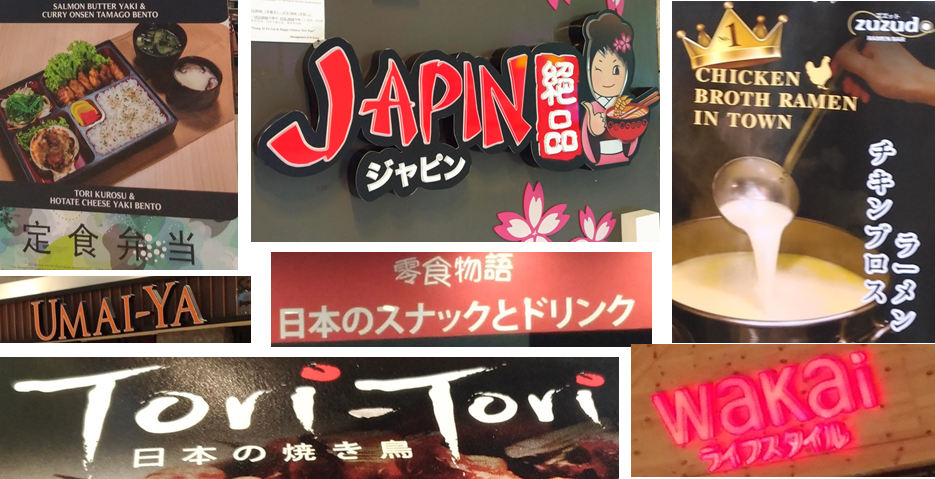 SALMON BUTTER YAKI &
CURRY ONSEN TAMAGO BENTO
TORI KUROSU &
HOTATE CHEESE YAKI BENTO
定食弁当
JAPIN
絕品
ジャピン
zuzudo
RAMEN BAR
1
CHICKEN
BROTH RAMEN
IN TOWN
チキンブロス
ラーメン
UMAI-YA
零食物語
日本のスナックとドリンク
Tori-Tori
日本の焼き鳥
wakai
ライフスタイル